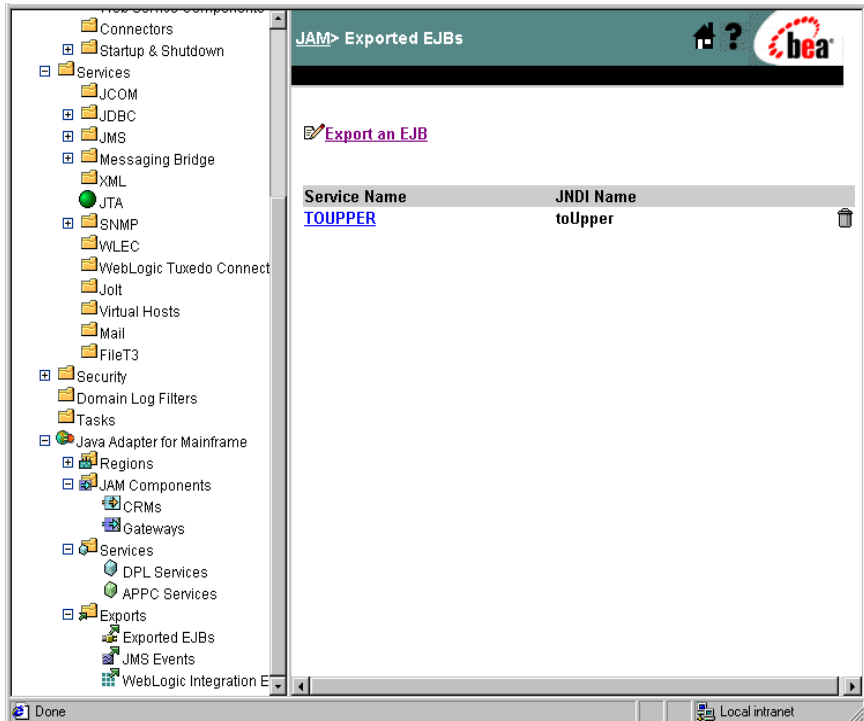 Web Service Components
Connectors
Startup & Shutdown
Services
JCOM
JDBC
JMS
Messaging Bridge
XML
JTA
SNMP
WLEC
WebLogic Tuxedo Connect
Jolt
Virtual Hosts
Mail
FileT3
Security
Domain Log Filters
Tasks
Java Adapter for Mainframe
Regions
JAM Components
CRMs
Gateways
Services
DPL Services
APPC Services
Exports
Exported EJBs
JMS Events
WebLogic Integration E
JAM> Exported EJBs
?
bea
Export an EJB
Service Name JNDI Name
TOUPPER toUpper
Done
Local intranet